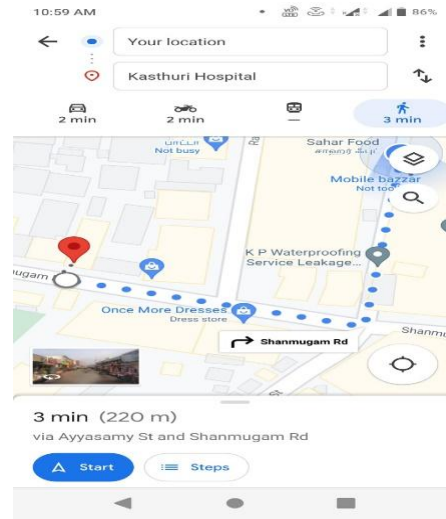 10:59 AM
86%
Your location
Kasthuri Hospital
2 min
2 min
—
3 min
Not busy
Sahar Food
Mobile bazzar
Not too
K P Waterproofing
Service Leakage...
ugam
Once More Dresses
Dress store
Shanmu
Shanmugam Rd
3 min (220 m)
via Ayyasamy St and Shanmugam Rd
Start
Steps